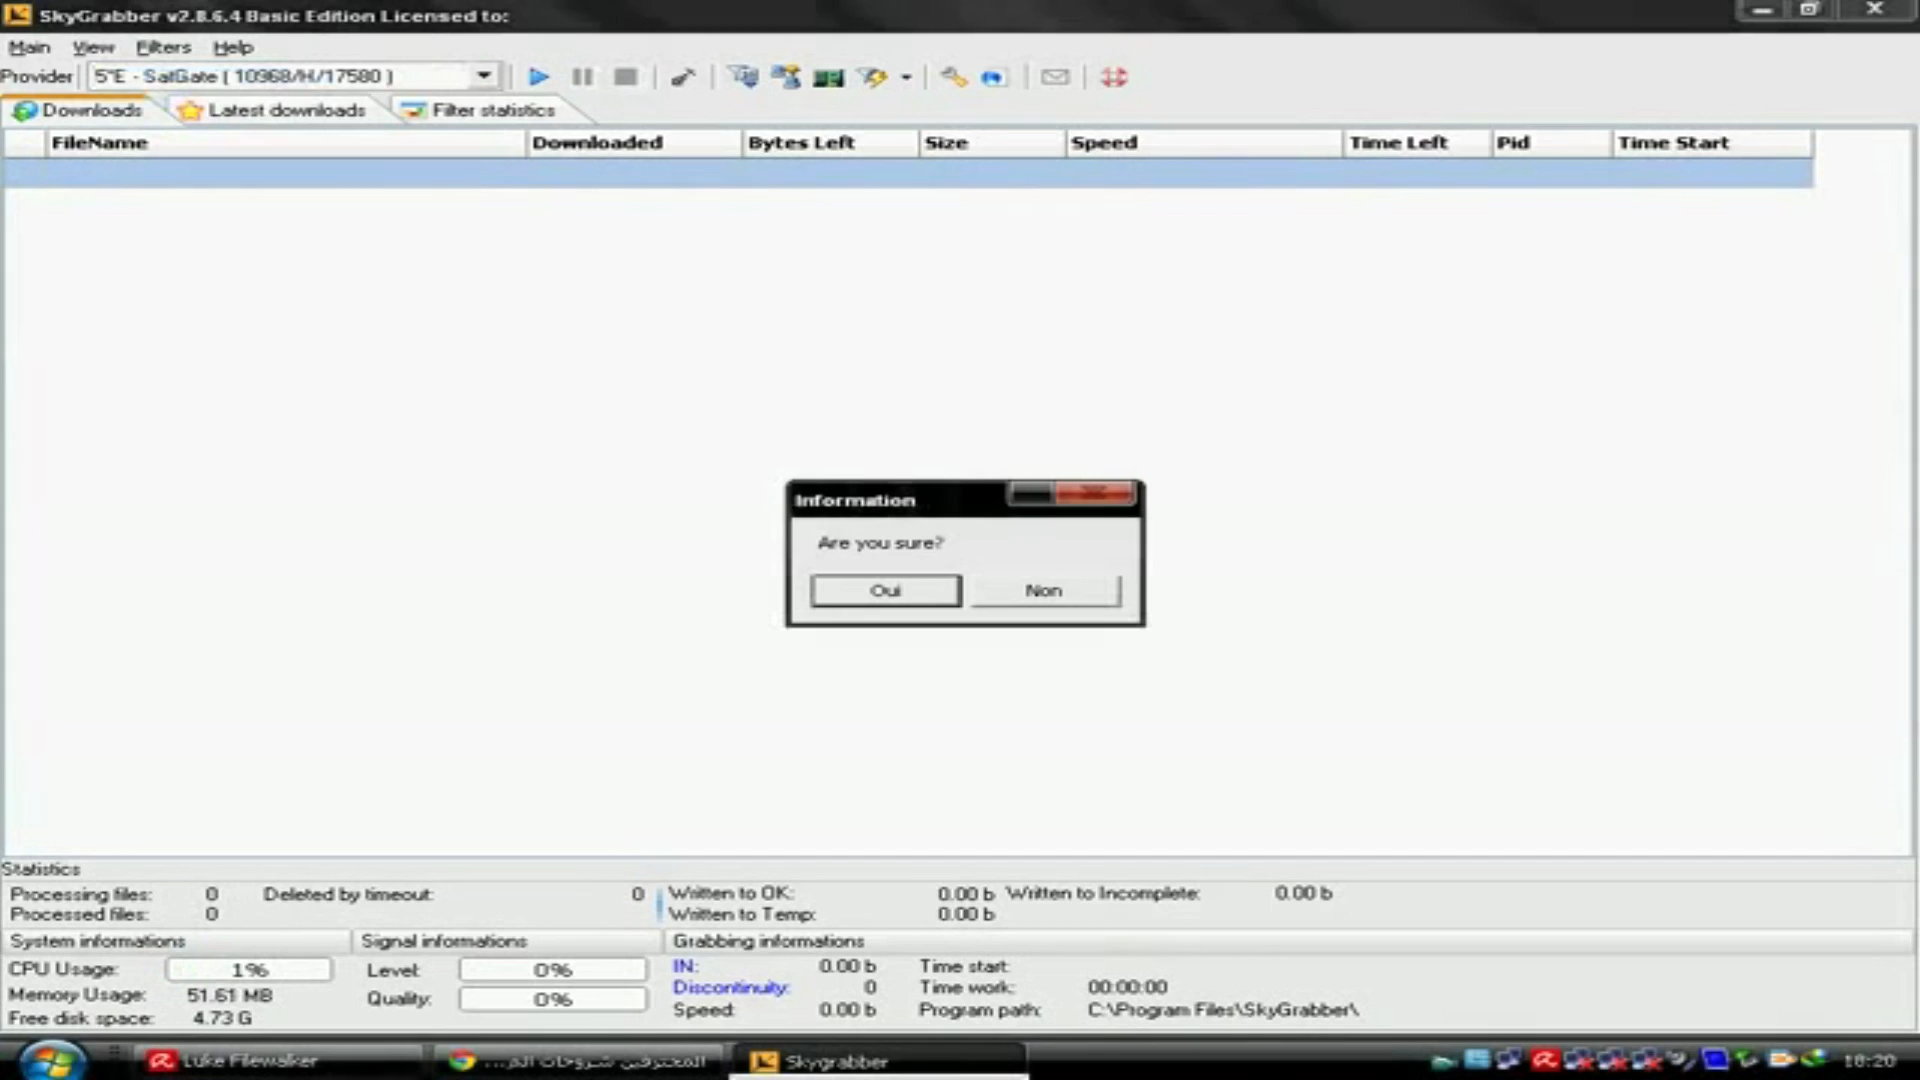 SkyGrabber v2.8.6.4 Basic Edition Licensed to:
Main View Filters Help
Provider 5°E - SatGate ( 10968/H/17580 )
Downloads Latest downloads Filter statistics
FileName Downloaded Bytes Left Size Speed Time Left Pid Time Start
Information
Are you sure?
Oui Non
Statistics
Processing files: 0 Deleted by timeout: 0 Written to OK: 0.00 b Written to Incomplete: 0.00 b
Processed files: 0 Written to Temp: 0.00 b
System informations Signal informations Grabbing informations
CPU Usage: 1% Level: 0% IN: 0.00 b Time start:
Memory Usage: 51.61 MB Quality: 0% Discontinuity: 0 Time work: 00:00:00
Free disk space: 4.73 G Speed: 0.00 b Program path: C:\Program Files\SkyGrabber\
Luke Filewalker المحترفين شروحات الم... Skygrabber 18:20